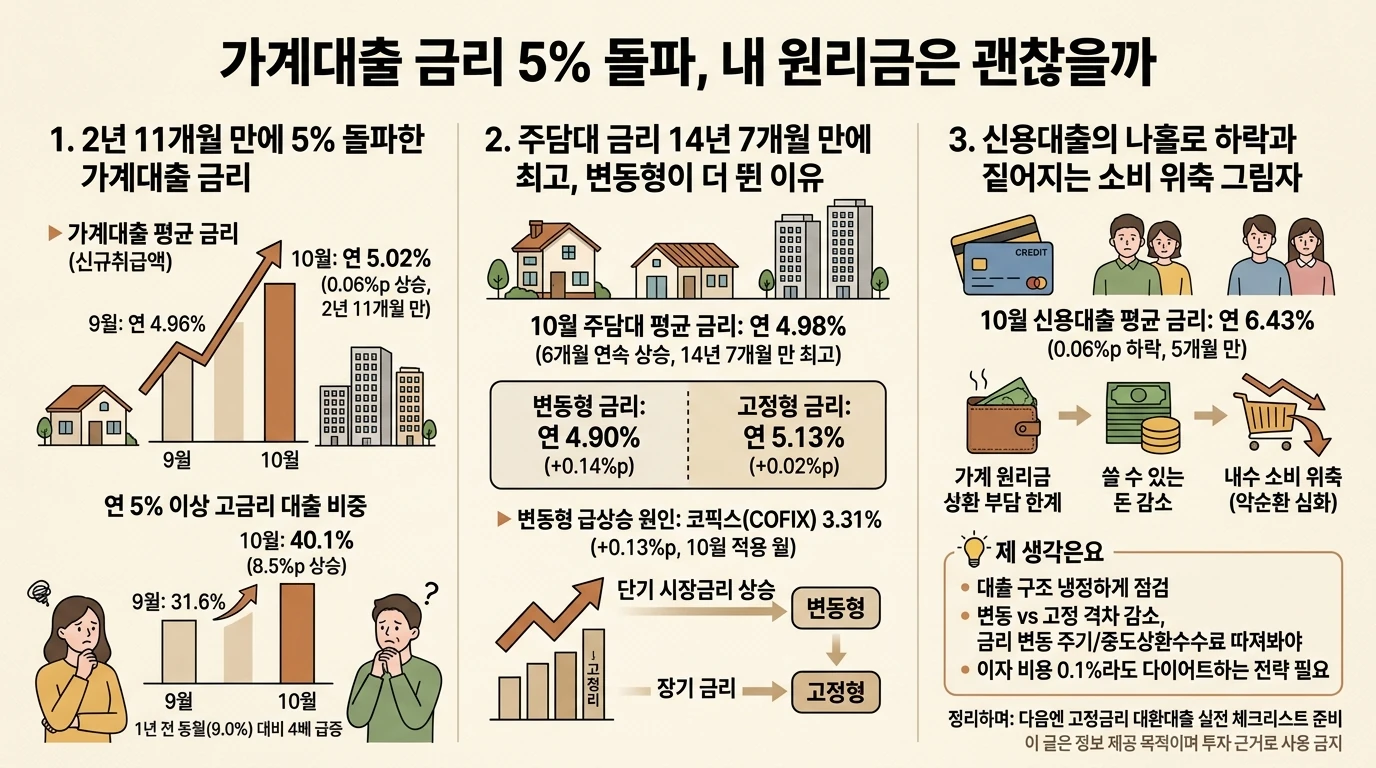 가계대출 금리 5% 돌파, 내 원리금은 괜찮을까
1. 2년 11개월 만에 5% 돌파한
가계대출 금리
▶ 가계대출 평균 금리
(신규취급액)
10월: 연 5.02%
(0.06%p 상승,
2년 11개월 만)
9월: 연 4.96%
9월
10월
연 5% 이상 고금리 대출 비중
10월: 40.1%
(8.5%p 상승)
9월: 31.6%
?
9월
10월
1년 전 동월(9.0%) 대비 4배 급증
2. 주담대 금리 14년 7개월 만에
최고, 변동형이 더 뛴 이유
10월 주담대 평균 금리: 연 4.98%
(6개월 연속 상승, 14년 7개월 만 최고)
변동형 금리:
연 4.90%
(+0.14%p)
고정형 금리:
연 5.13%
(+0.02%p)
▶ 변동형 급상승 원인: 코픽스(COFIX) 3.31%
(+0.13%p, 10월 적용 월)
단기 시장금리 상승
변동형
장기 금리
고정형
3. 신용대출의 나홀로 하락과
짙어지는 소비 위축 그림자
CREDIT
10월 신용대출 평균 금리: 연 6.43%
(0.06%p 하락, 5개월 만)
가계 원리금
상환 부담 한계
쓸 수 있는
돈 감소
내수 소비 위축
(악순환 심화)
제 생각은요
• 대출 구조 냉정하게 점검
• 변동 vs 고정 격차 감소,
금리 변동 주기/중도상환수수료 따져봐야
• 이자 비용 0.1%라도 다이어트하는 전략 필요
정리하며: 다음엔 고정금리 대환대출 실전 체크리스트 준비
이 글은 정보 제공 목적이며 투자 근거로 사용 금지